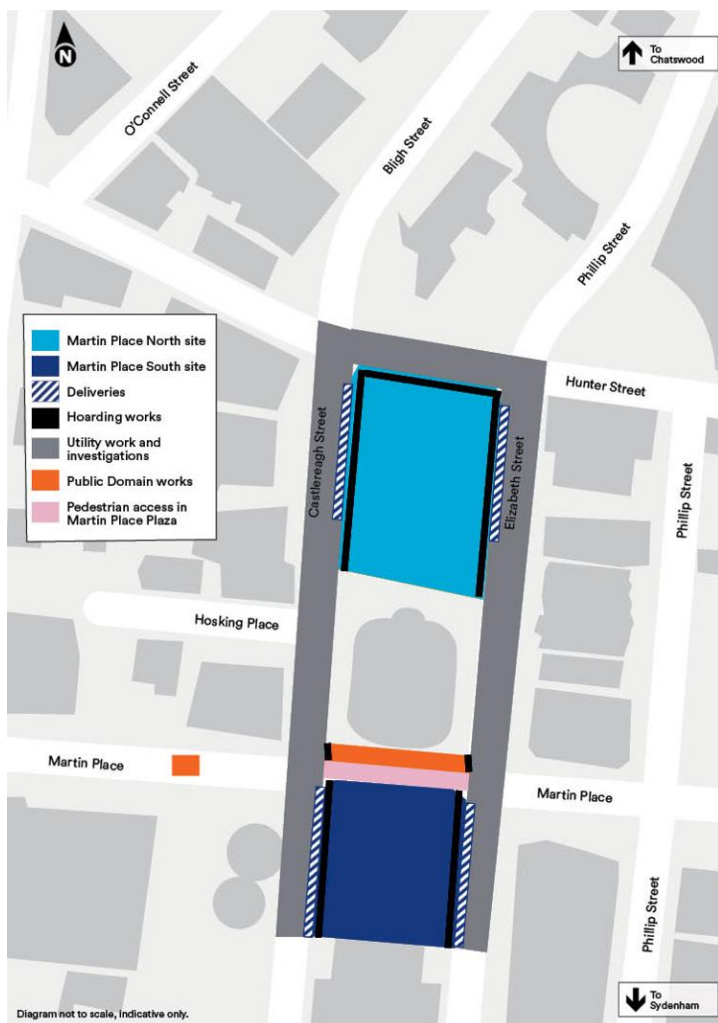 N
To
Chatswood
O'Connell Street
Bligh Street
Phillip Street
Martin Place North site
Martin Place South site
Deliveries
Hoarding works
Utility work and
investigations
Public Domain works
Pedestrian access in
Martin Place Plaza
Hunter Street
Castlereagh Street
Elizabeth Street
Phillip Street
Hosking Place
Martin Place
Martin Place
Phillip Street
To
Sydenham
Diagram not to scale, indicative only.